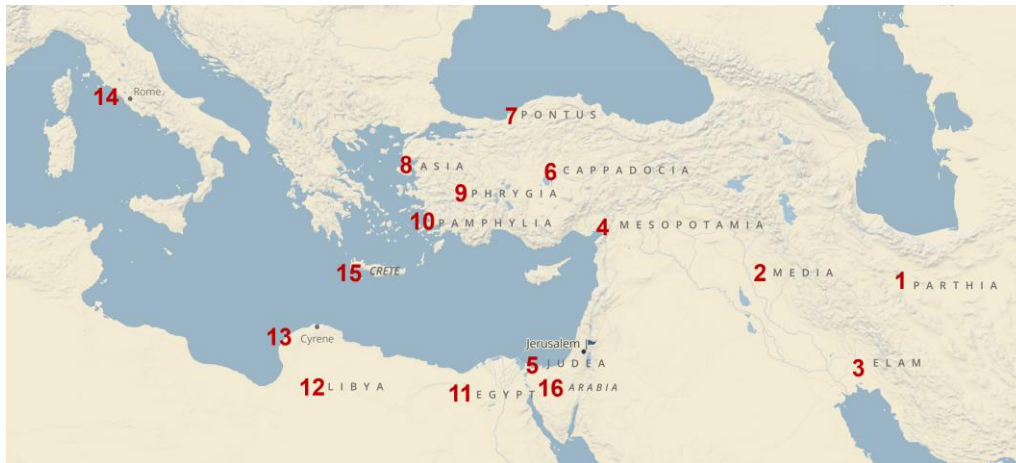 14 Rome
7 PONTUS
8 ASIA
6 CAPPADOCIA
9 PHRYGIA
10 PAMPHYLIA
4 MESOPOTAMIA
15 CRETE
2 MEDIA
1 PARTHIA
13 Cyrene
Jerusalem
5 JUDEA
3 ELAM
12 LIBYA
11 EGYPT
16 ARABIA